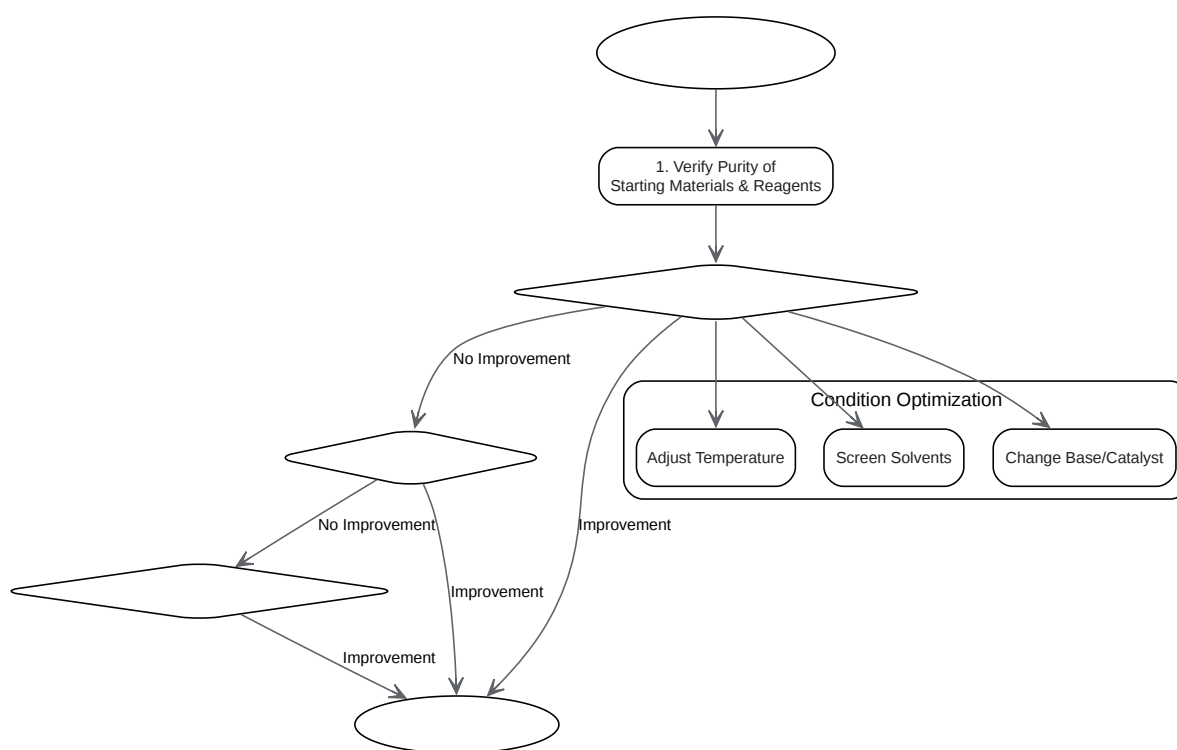 1. Verify Purity of
Starting Materials & Reagents
No Improvement
Condition Optimization
Adjust Temperature
Screen Solvents
Change Base/Catalyst
No Improvement
Improvement
Improvement
Improvement